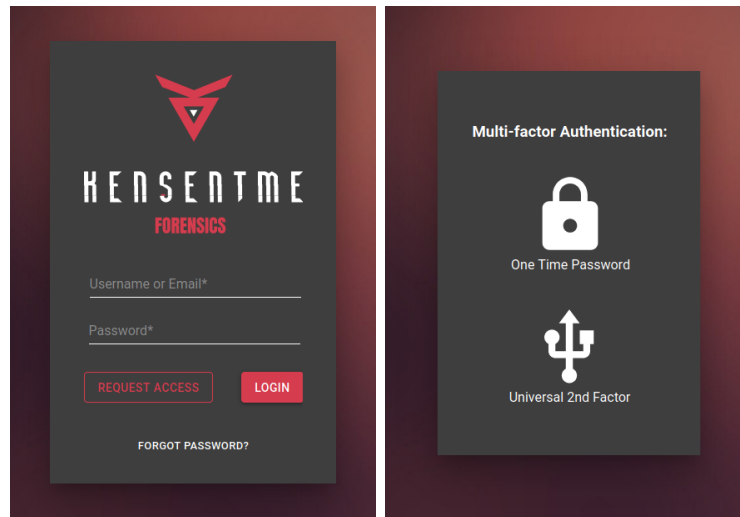 KENSENTME
FORENSICS
Username or Email*
Password*
REQUEST ACCESS
LOGIN
FORGOT PASSWORD?
Multi-factor Authentication:
One Time Password
Universal 2nd Factor